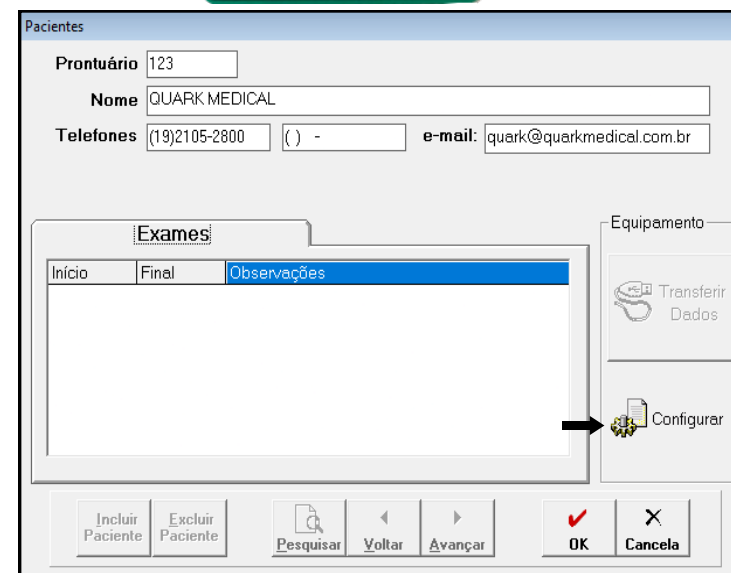 Pacientes
Prontuário 123
Nome QUARK MEDICAL
Telefones (19)2105-2800 ( ) - e-mail: quark@quarkmedical.com.br
Exames
Início Final Observações
Equipamento
Transferir
Dados
Configurar
Incluir
Paciente
Excluir
Paciente
Pesquisar
Voltar
Avançar
OK
Cancela